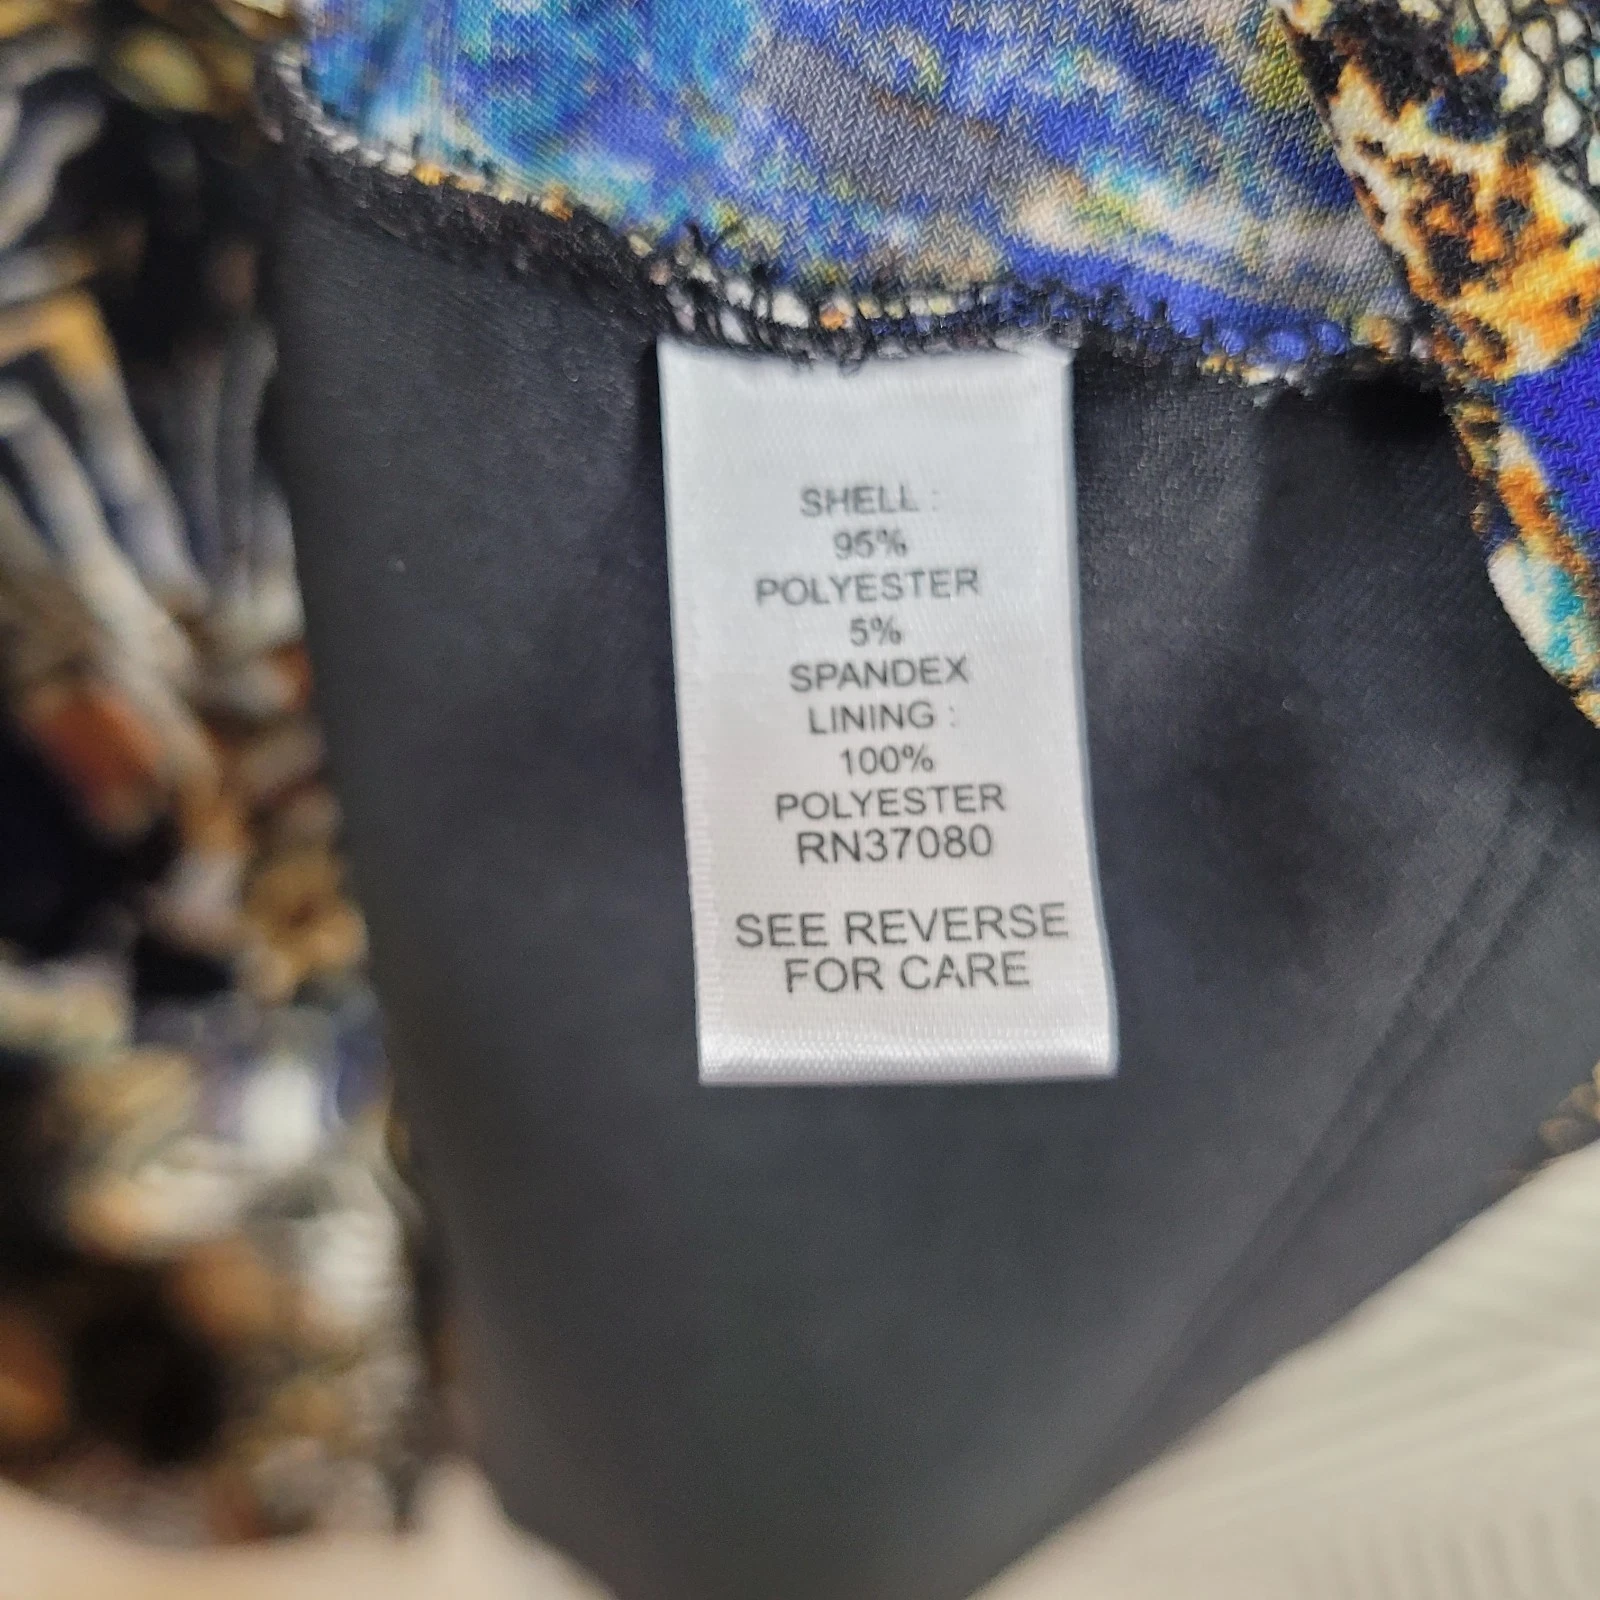 SHELL :
95%
POLYESTER
5%
SPANDEX
LINING :
100%
POLYESTER
RN37080
SEE REVERSE
FOR CARE